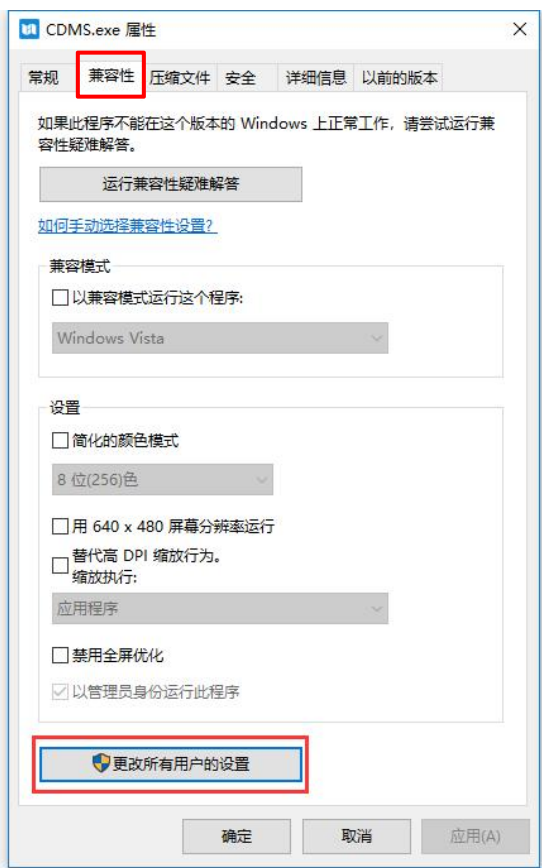 CDMS.exe 属性
常规 兼容性 压缩文件 安全 详细信息 以前的版本
如果此程序不能在这个版本的 Windows 上正常工作，请尝试运行兼
容性疑难解答。
运行兼容性疑难解答
如何手动选择兼容性设置?
兼容模式
以兼容模式运行这个程序:
Windows Vista
设置
简化的颜色模式
8 位(256)色
用 640 x 480 屏幕分辨率运行
替代高 DPI 缩放行为。
缩放执行:
应用程序
禁用全屏优化
以管理员身份运行此程序
更改所有用户的设置
确定 取消 应用(A)